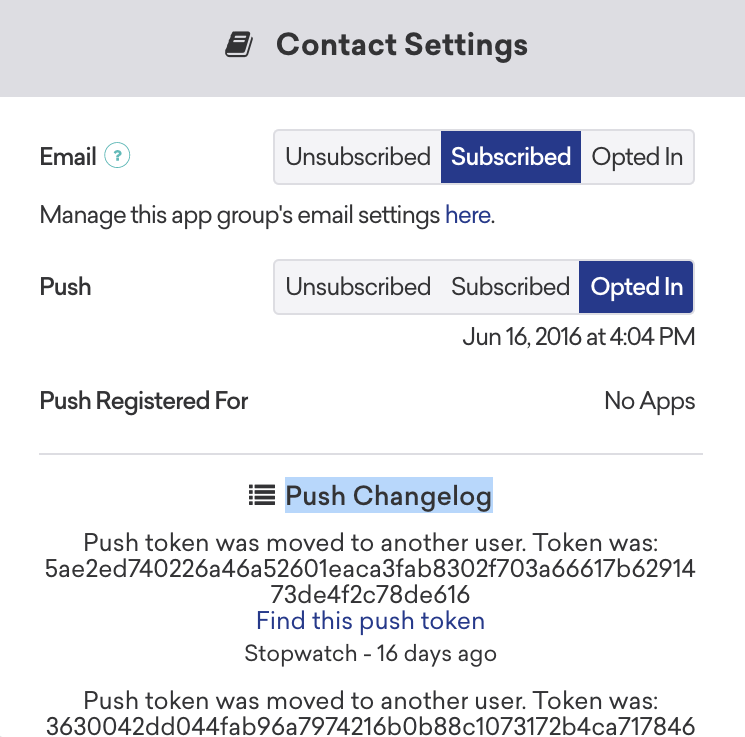 Contact Settings
Email ? Unsubscribed Subscribed Opted In
Manage this app group's email settings here.
Push Unsubscribed Subscribed Opted In
Jun 16, 2016 at 4:04 PM
Push Registered For No Apps
Push Changelog
Push token was moved to another user. Token was:
5ae2ed740226a46a52601eaca3fab8302f703a66617b62914
73de4f2c78de616
Find this push token
Stopwatch - 16 days ago
Push token was moved to another user. Token was:
3630042dd044fab96a7974216b0b88c1073172b4ca717846